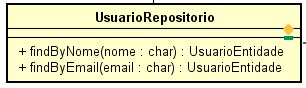 UsuarioRepositorio
+ findByNome(nome : char) : UsuarioEntidade
+ findByEmail(email : char) : UsuarioEntidade